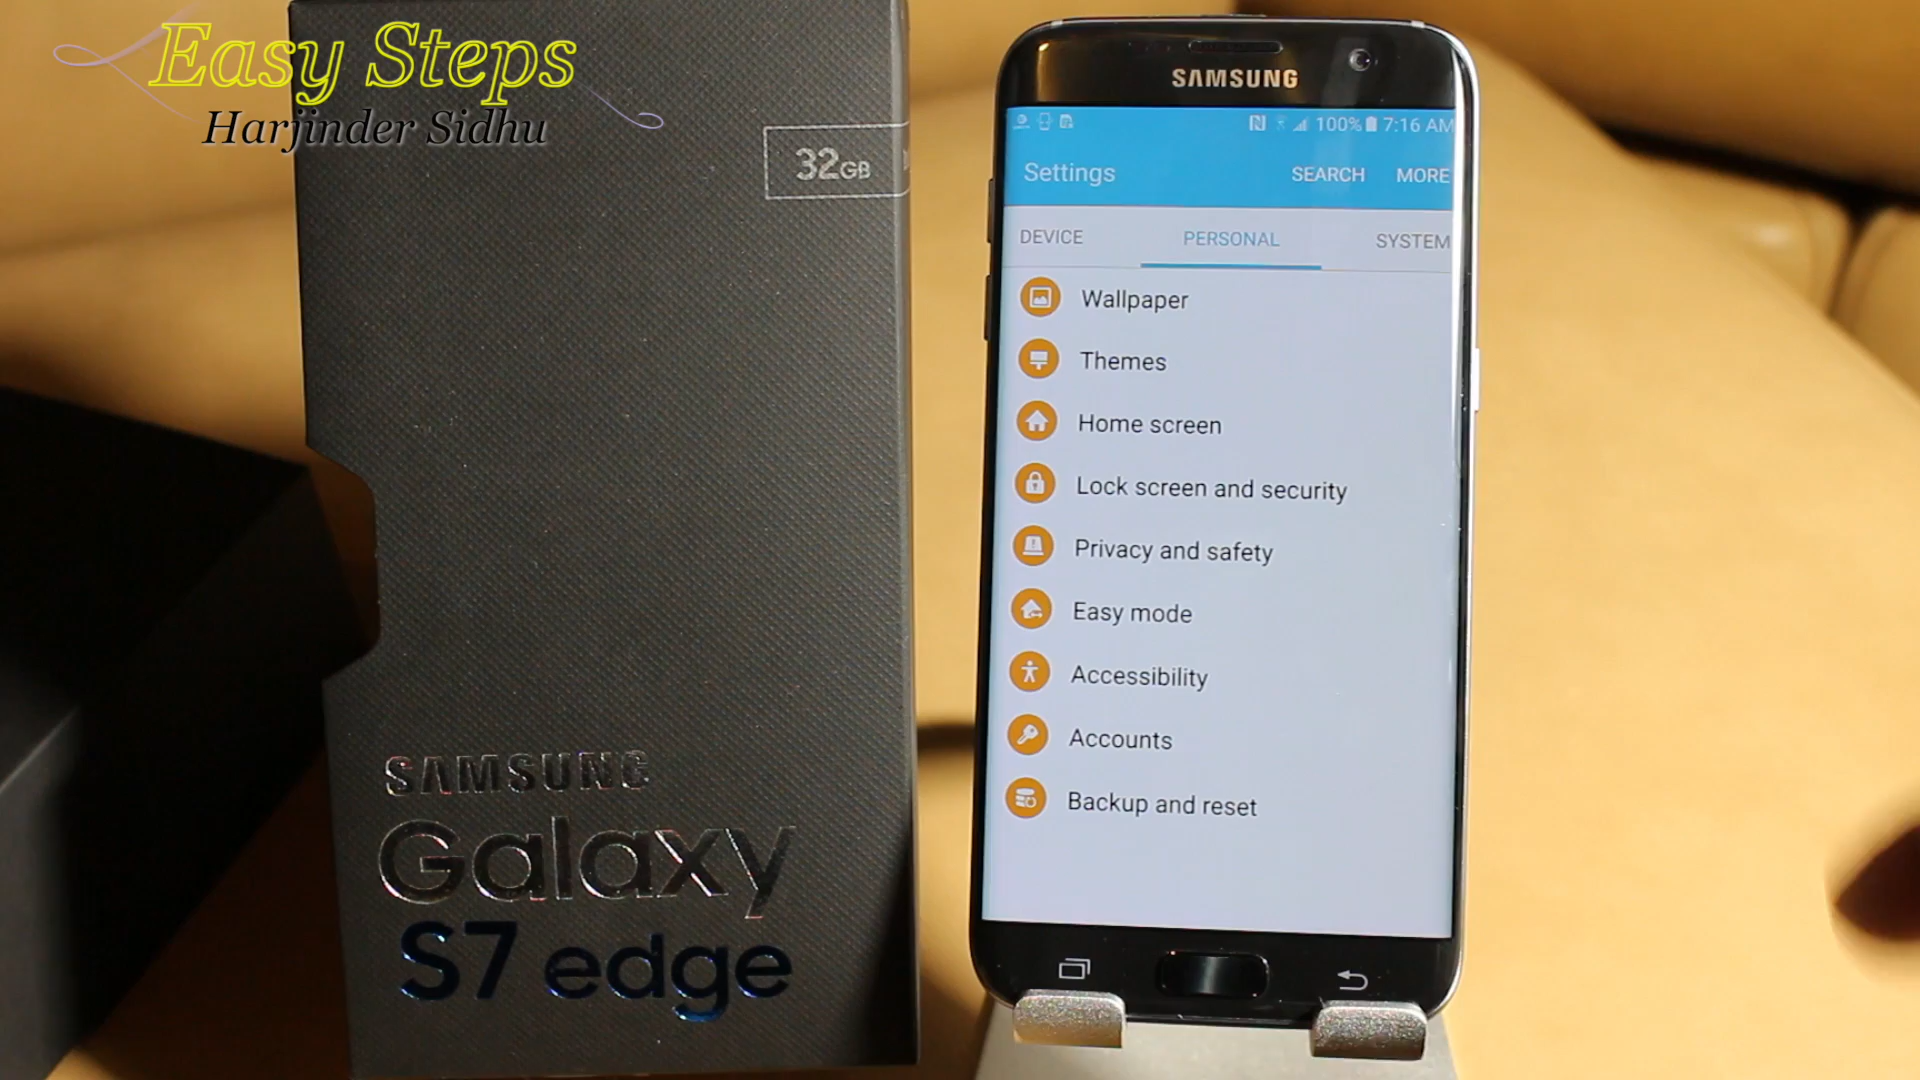 Easy Steps
Harjinder Sidhu
32GB
SAMSUNG
Galaxy
S7 edge
SAMSUNG
100% 7:16 AM
Settings SEARCH MORE
DEVICE PERSONAL SYSTEM
Wallpaper
Themes
Home screen
Lock screen and security
Privacy and safety
Easy mode
Accessibility
Accounts
Backup and reset